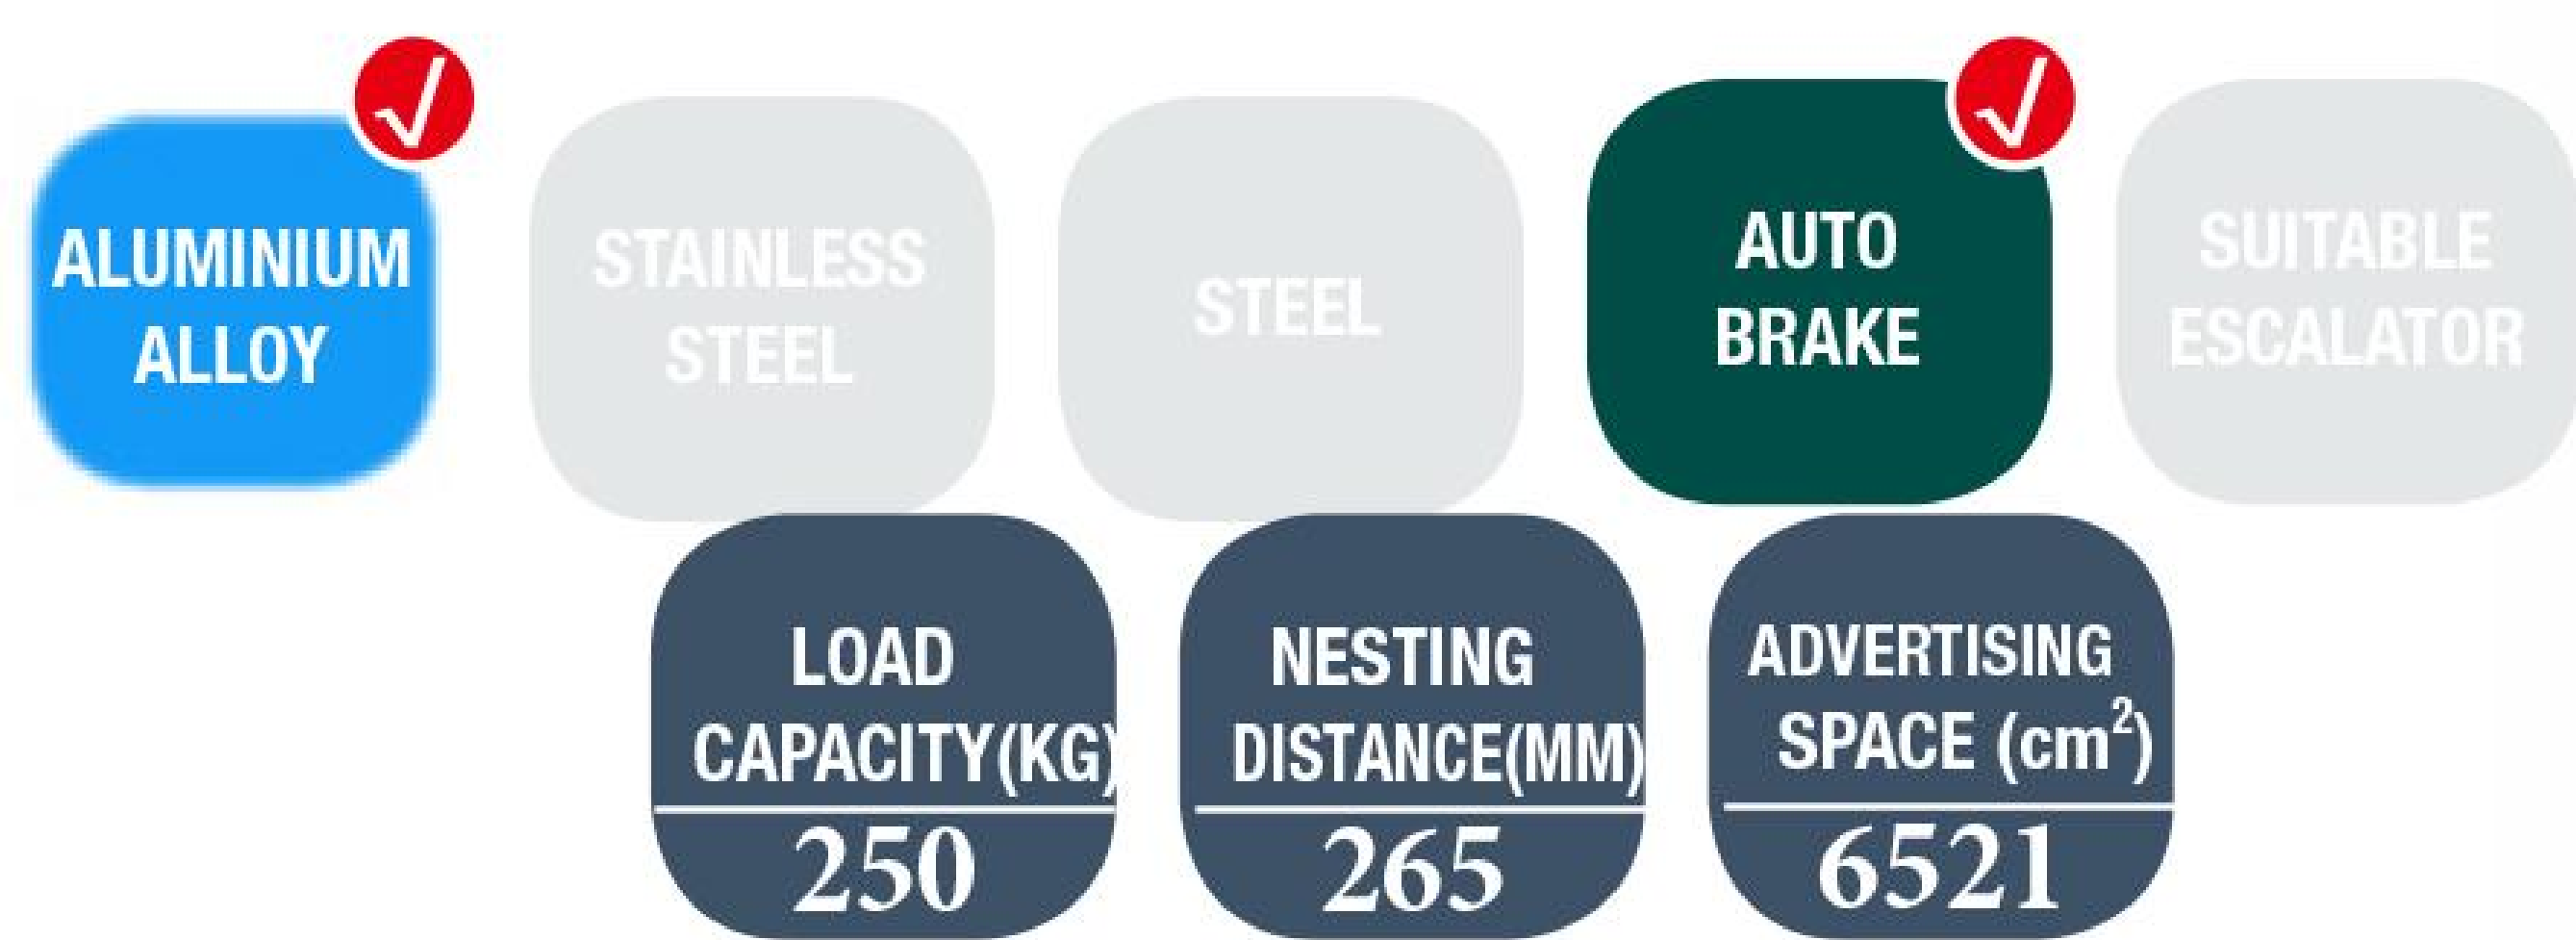 ALUMINIUM
ALLOY
STAINLESS
STEEL
STEEL
AUTO
BRAKE
SUITABLE
ESCALATOR
LOAD
CAPACITY(KG)
250
NESTING
DISTANCE(MM)
265
ADVERTISING
SPACE (cm²)
6521